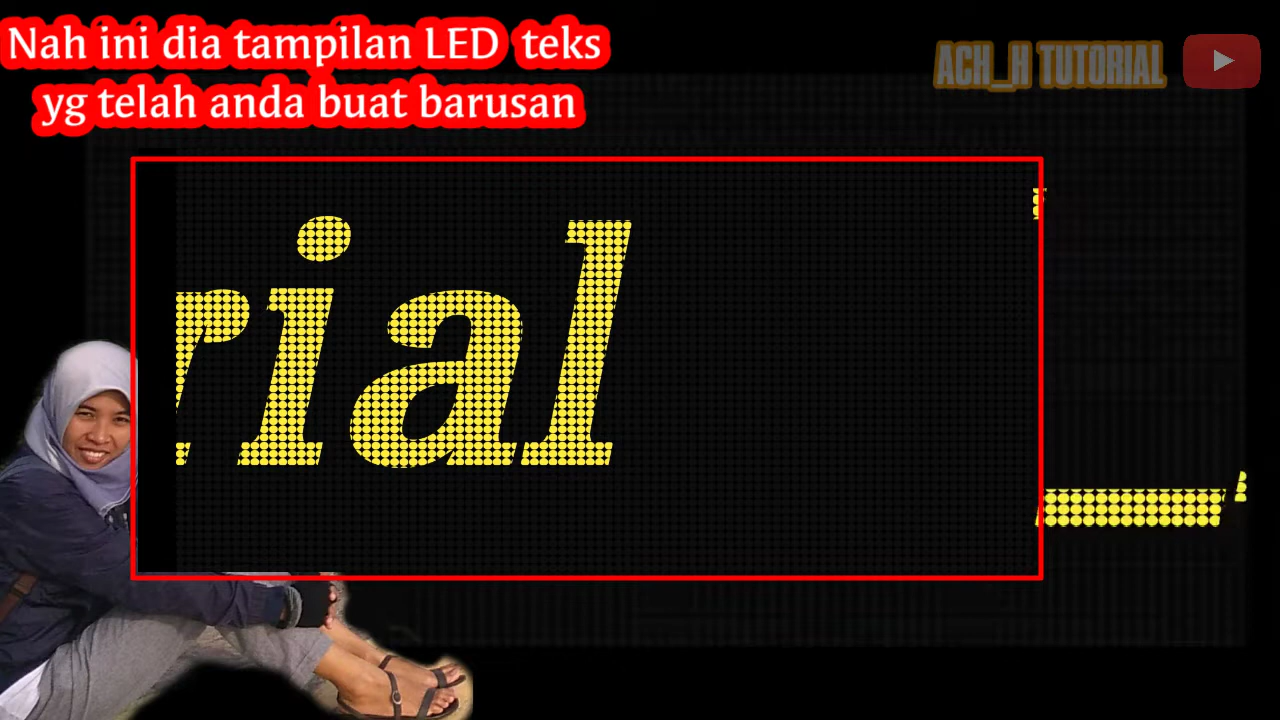 Nah ini dia tampilan LED teks
yg telah anda buat barusan
ACH_H TUTORIAL
rial